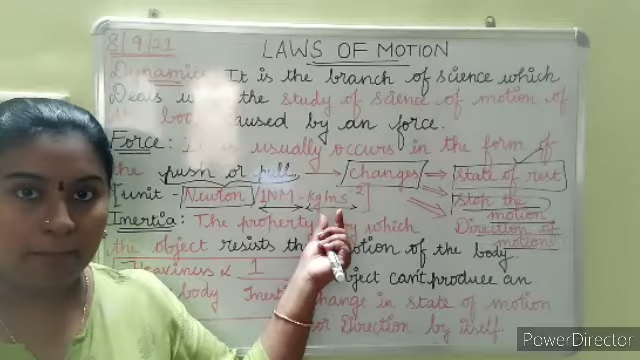 8/9/21
LAWS OF MOTION
Dynamics It is the branch of science which
Deals the study of science of motion of
caused by an force.
Force: is usually occurs in the form of
the push or pull → changes → state of rest
[unit - Newton / 1NM - kgms⁻²] stop the motion
Inertia: The property by which Direction of motion
the object resists the motion of the body
Heaviness ∝ 1 object can't produce an
body Inertia change in state of motion
or Direction by itself.
PowerDirector